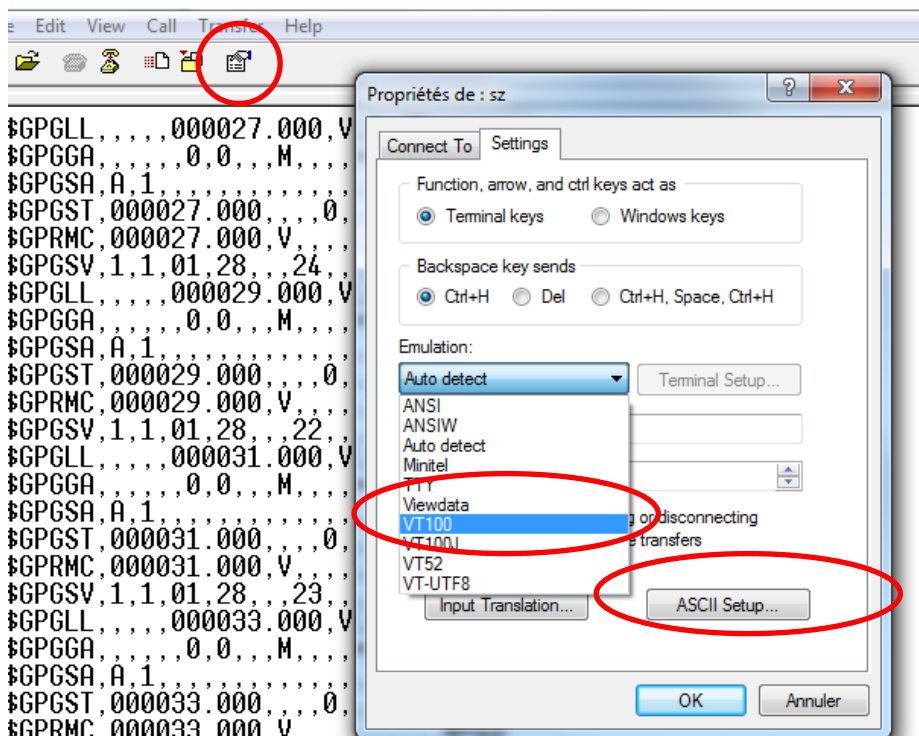 Edit View Call Transfer Help
$GPGLL,,,,,000027.000,V
$GPGGA,,,,,,0,0,,,M,,,,
$GPGSA,A,1,,,,,,,,,,,,,
$GPGST,000027.000,,,,0,
$GPRMC,000027.000,V,,,,
$GPGSV,1,1,01,28,,,24,,
$GPGLL,,,,,000029.000,V
$GPGGA,,,,,,0,0,,,M,,,,
$GPGSA,A,1,,,,,,,,,,,,,
$GPGST,000029.000,,,,0,
$GPRMC,000029.000,V,,,,
$GPGSV,1,1,01,28,,,22,,
$GPGLL,,,,,000031.000,V
$GPGGA,,,,,,0,0,,,M,,,,
$GPGSA,A,1,,,,,,,,,,,,,
$GPGST,000031.000,,,,0,
$GPRMC,000031.000,V,,,,
$GPGSV,1,1,01,28,,,23,,
$GPGLL,,,,,000033.000,V
$GPGGA,,,,,,0,0,,,M,,,,
$GPGSA,A,1,,,,,,,,,,,,,
$GPGST,000033.000,,,,0,
$GPRMC,000033.000,V
Propriétés de : sz
Connect To Settings
Function, arrow, and ctrl keys act as
Terminal keys Windows keys
Backspace key sends
Ctrl+H Del Ctrl+H, Space, Ctrl+H
Emulation:
Auto detect Terminal Setup...
ANSI
ANSIW
Auto detect
Minitel
TTY
Viewdata
VT100 or disconnecting
VT100J transfers
VT52
VT-UTF8
Input Translation... ASCII Setup...
OK Annuler